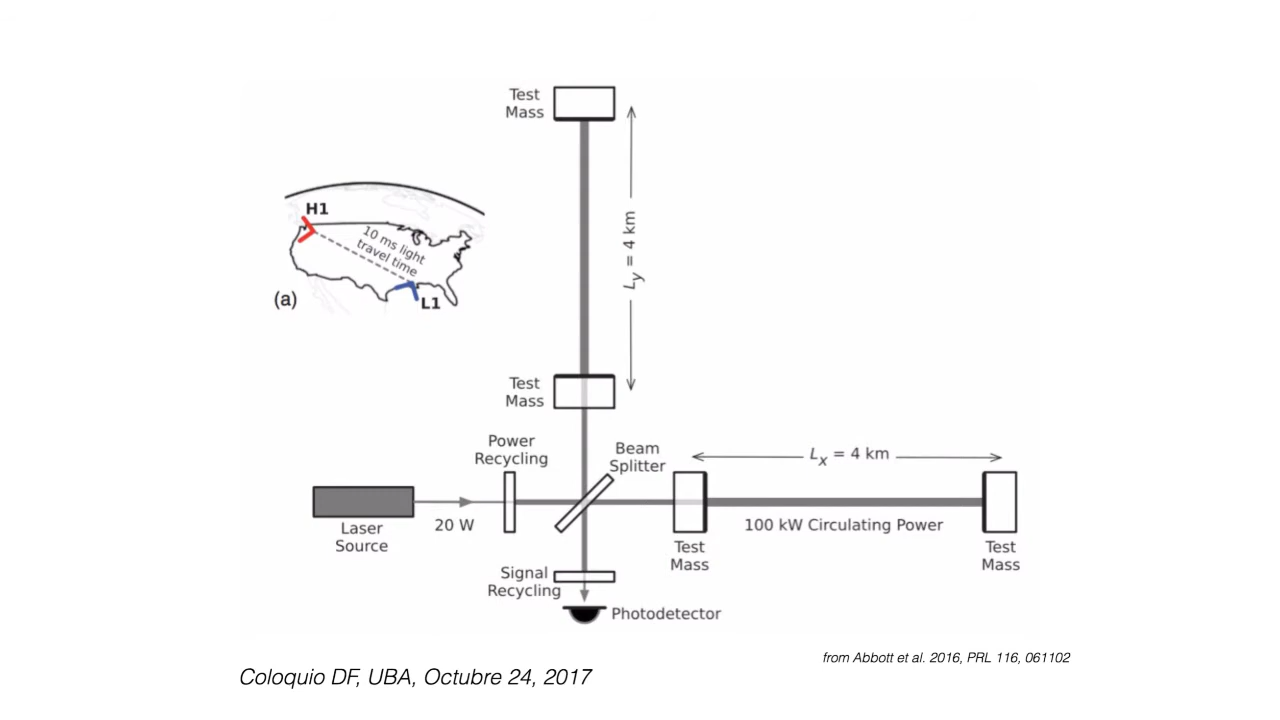 Test
Mass
H1
10 ms light
travel time
(a)
L1
Ly = 4 km
Test
Mass
Power
Recycling
Beam
Splitter
Lx = 4 km
Laser
Source
20 W
100 kW Circulating Power
Test
Mass
Test
Mass
Signal
Recycling
Photodetector
from Abbott et al. 2016, PRL 116, 061102
Coloquio DF, UBA, Octubre 24, 2017